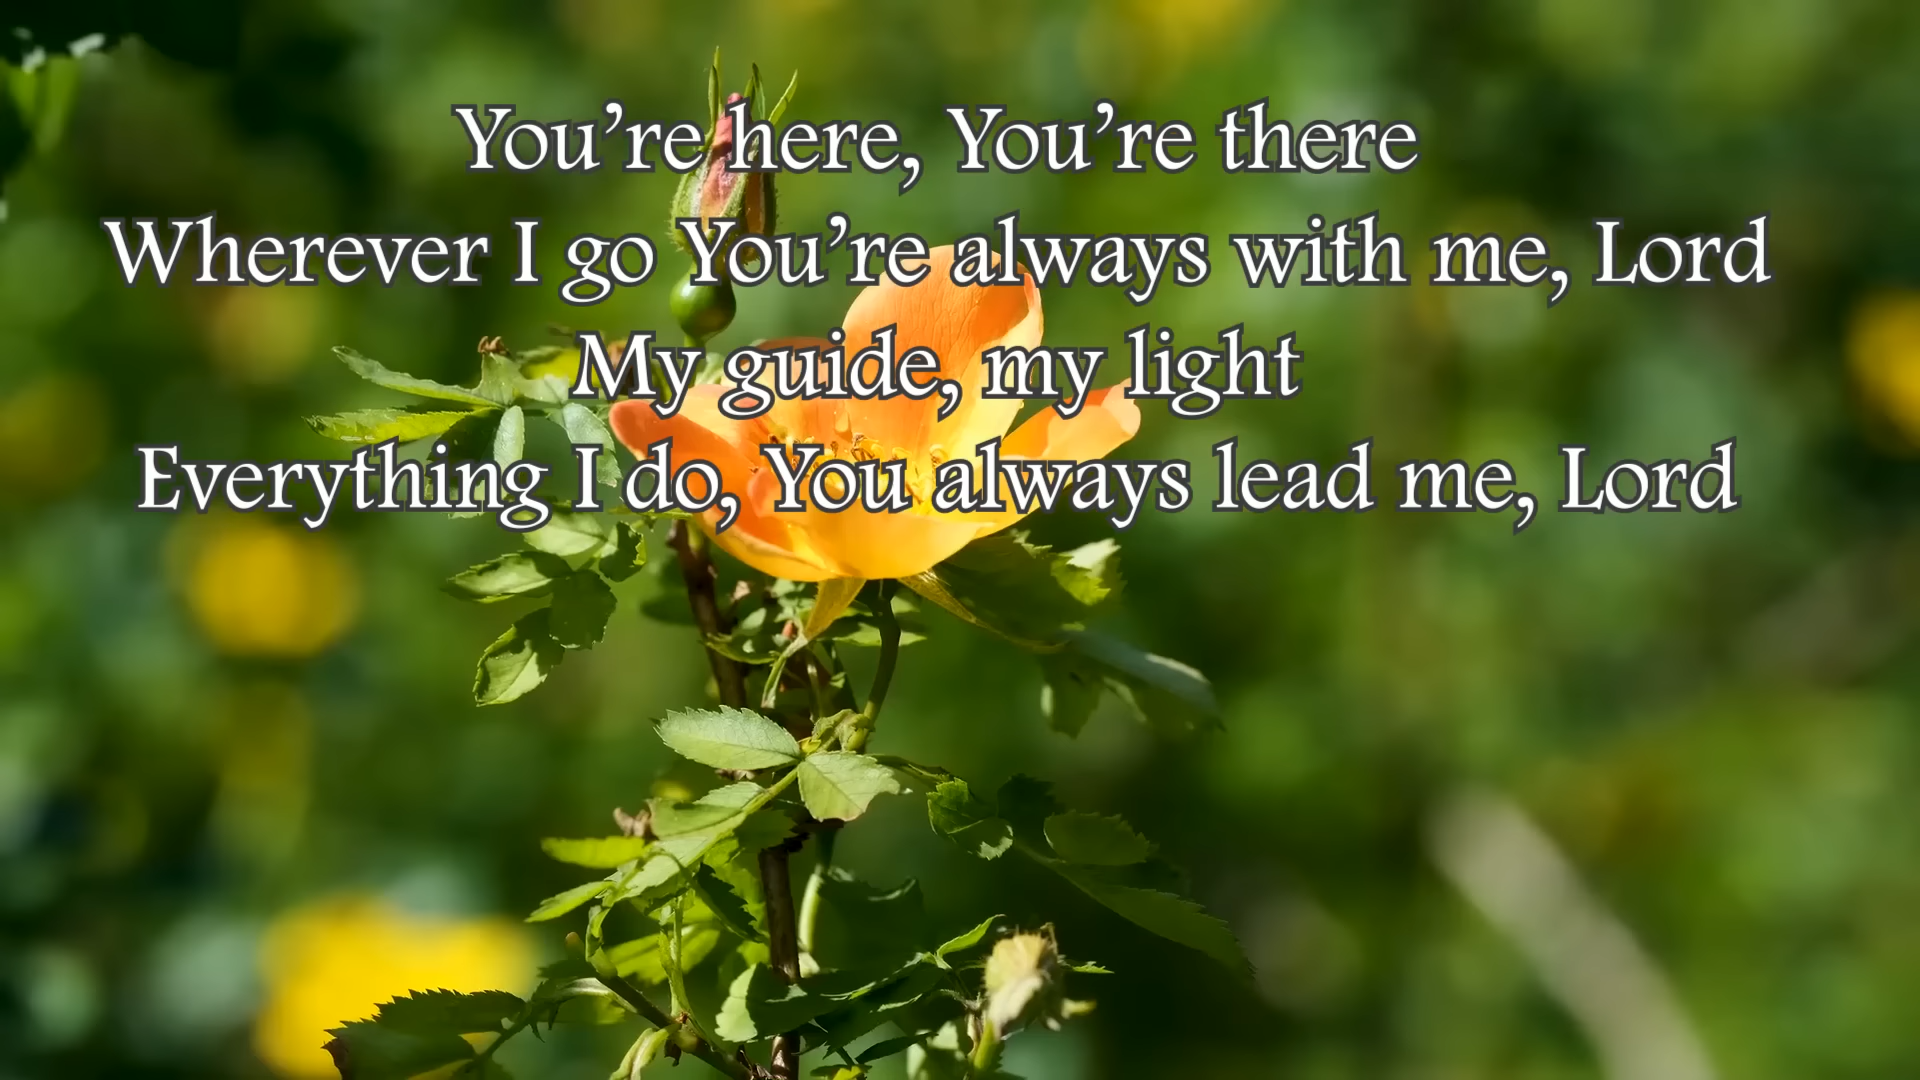 You’re here, You’re there
Wherever I go You’re always with me, Lord
My guide, my light
Everything I do, You always lead me, Lord